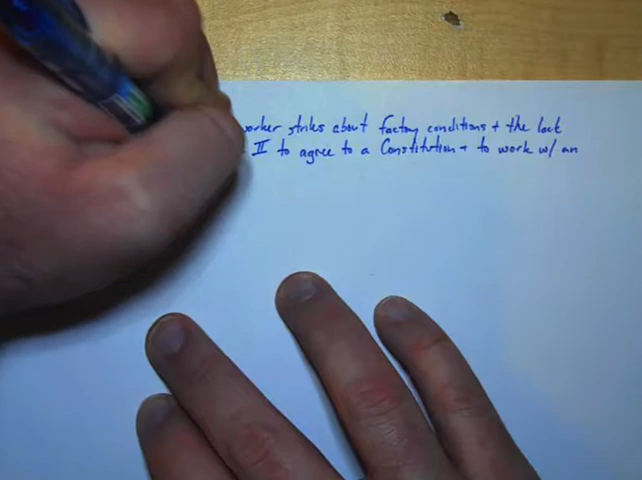 worker strikes about factory conditions + the lack
II to agree to a Constitution + to work w/ an